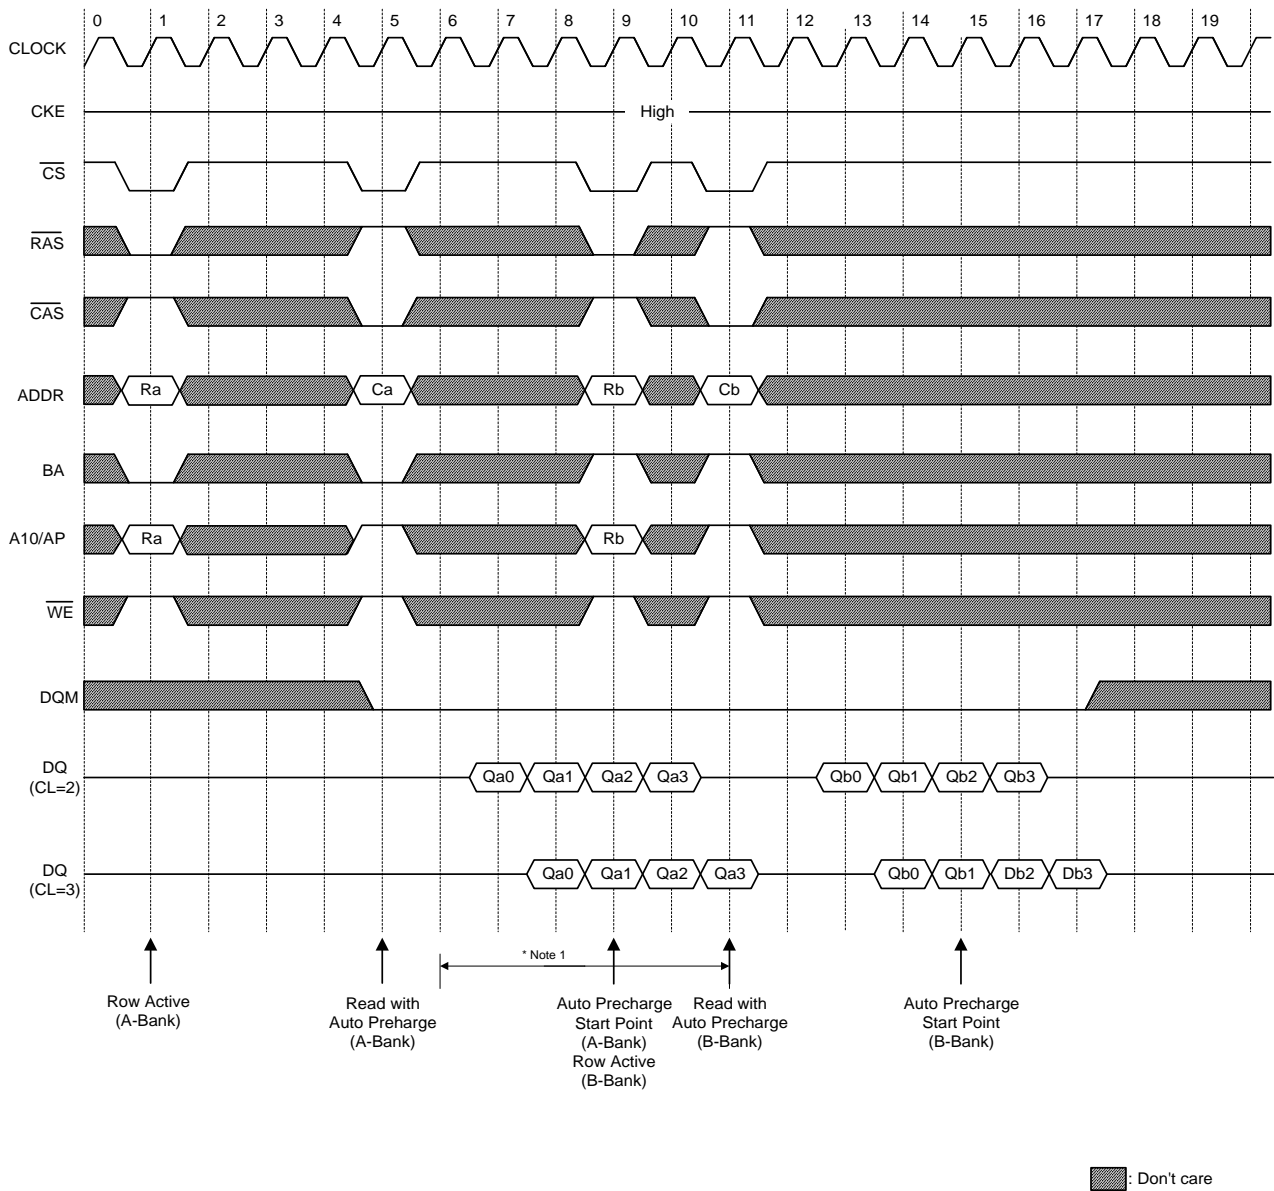 0 1 2 3 4 5 6 7 8 9 10 11 12 13 14 15 16 17 18 19
CLOCK
CKE High
CS
RAS
CAS
ADDR Ra Ca Rb Cb
BA
A10/AP Ra Rb
WE
DQM
DQ
(CL=2) Qa0 Qa1 Qa2 Qa3 Qb0 Qb1 Qb2 Qb3
DQ
(CL=3) Qa0 Qa1 Qa2 Qa3 Qb0 Qb1 Db2 Db3
* Note 1
Row Active
(A-Bank)
Read with
Auto Preharge
(A-Bank)
Auto Precharge
Start Point
(A-Bank)
Row Active
(B-Bank)
Read with
Auto Precharge
(B-Bank)
Auto Precharge
Start Point
(B-Bank)
: Don't care